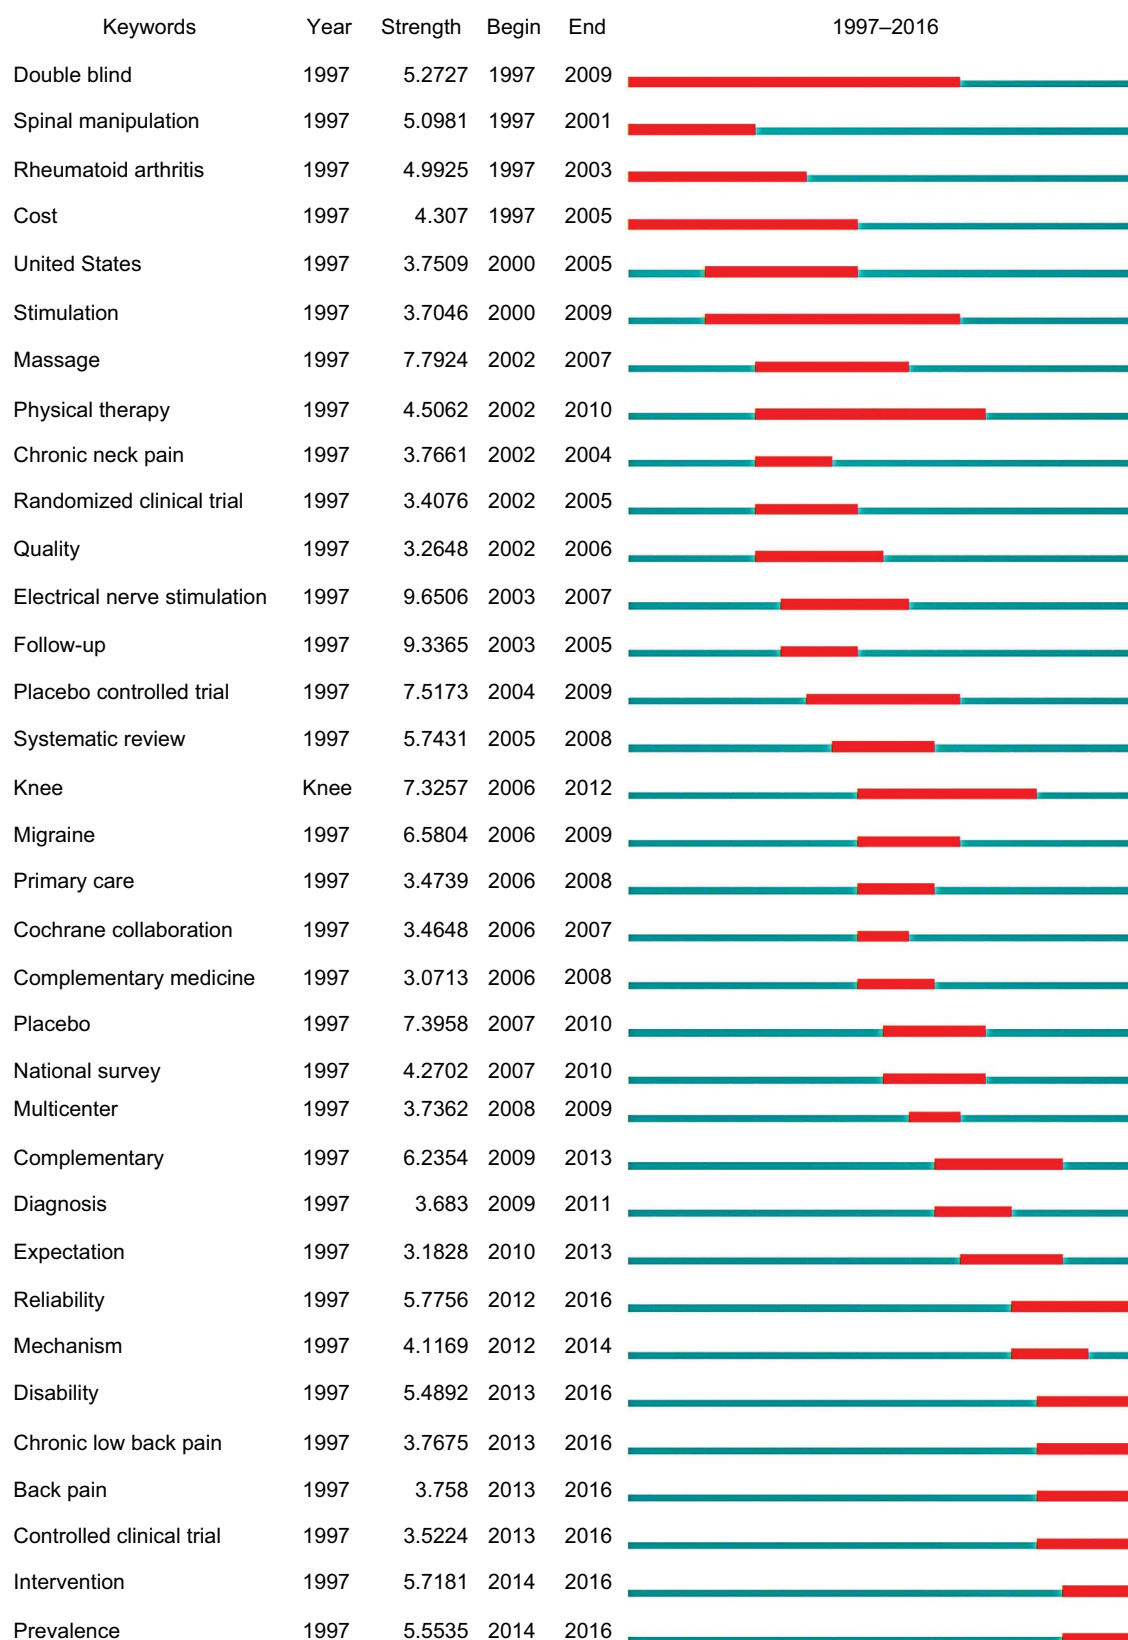 Keywords Year Strength Begin End 1997–2016
Double blind 1997 5.2727 1997 2009
Spinal manipulation 1997 5.0981 1997 2001
Rheumatoid arthritis 1997 4.9925 1997 2003
Cost 1997 4.307 1997 2005
United States 1997 3.7509 2000 2005
Stimulation 1997 3.7046 2000 2009
Massage 1997 7.7924 2002 2007
Physical therapy 1997 4.5062 2002 2010
Chronic neck pain 1997 3.7661 2002 2004
Randomized clinical trial 1997 3.4076 2002 2005
Quality 1997 3.2648 2002 2006
Electrical nerve stimulation 1997 9.6506 2003 2007
Follow-up 1997 9.3365 2003 2005
Placebo controlled trial 1997 7.5173 2004 2009
Systematic review 1997 5.7431 2005 2008
Knee Knee 7.3257 2006 2012
Migraine 1997 6.5804 2006 2009
Primary care 1997 3.4739 2006 2008
Cochrane collaboration 1997 3.4648 2006 2007
Complementary medicine 1997 3.0713 2006 2008
Placebo 1997 7.3958 2007 2010
National survey 1997 4.2702 2007 2010
Multicenter 1997 3.7362 2008 2009
Complementary 1997 6.2354 2009 2013
Diagnosis 1997 3.683 2009 2011
Expectation 1997 3.1828 2010 2013
Reliability 1997 5.7756 2012 2016
Mechanism 1997 4.1169 2012 2014
Disability 1997 5.4892 2013 2016
Chronic low back pain 1997 3.7675 2013 2016
Back pain 1997 3.758 2013 2016
Controlled clinical trial 1997 3.5224 2013 2016
Intervention 1997 5.7181 2014 2016
Prevalence 1997 5.5535 2014 2016